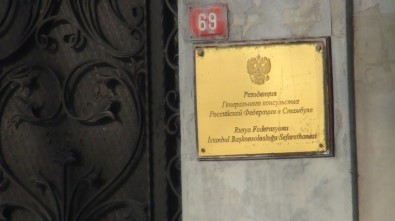 69
Резиденция
Генерального консульства
Российской Федерации в Стамбуле
Rusya Federasyonu
İstanbul Başkonsolosluğu Sefarethanesi